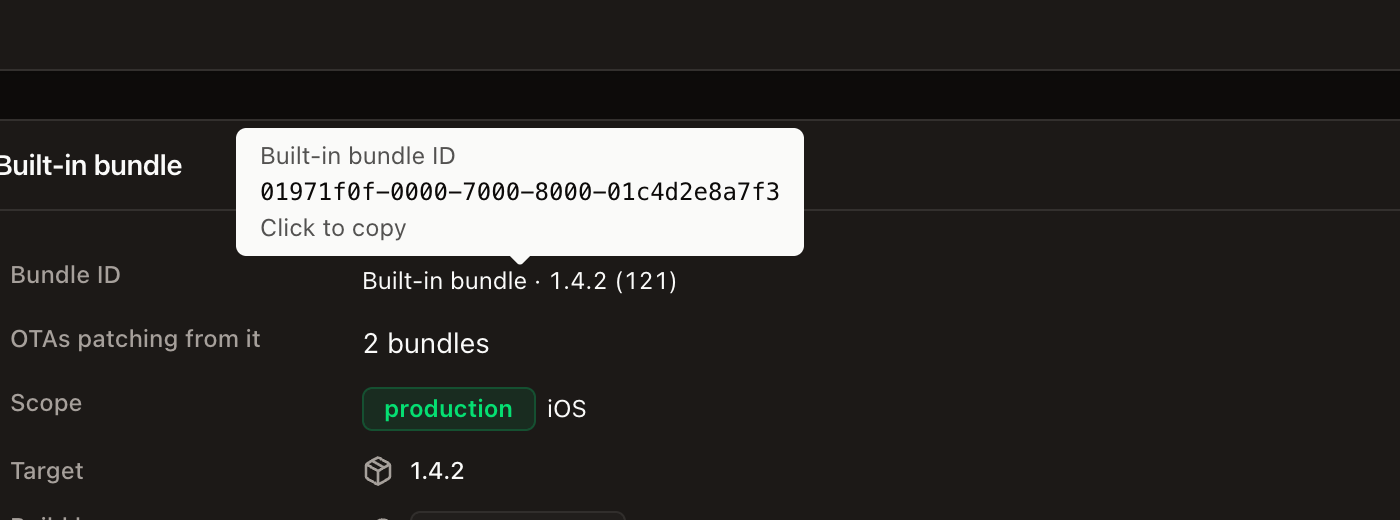 Built-in bundle
Built-in bundle ID
01971f0f-0000-7000-8000-01c4d2e8a7f3
Click to copy
Bundle ID
Built-in bundle · 1.4.2 (121)
OTAs patching from it
2 bundles
Scope
production iOS
Target
1.4.2